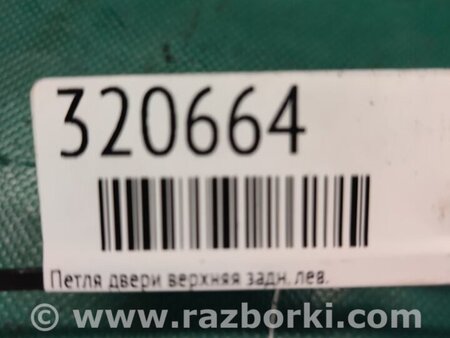 320664
Петля двери верхняя задн. лев.
© www.razborki.com